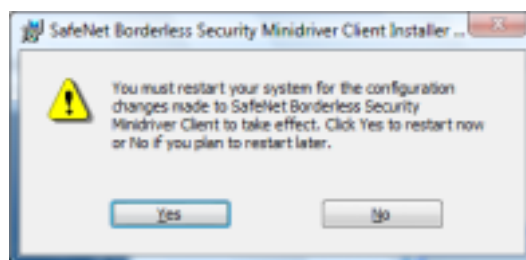 SafeNet Borderless Security Minidriver Client Installer ...
You must restart your system for the configuration
changes made to SafeNet Borderless Security
Minidriver Client to take effect. Click Yes to restart now
or No if you plan to restart later.
Yes No